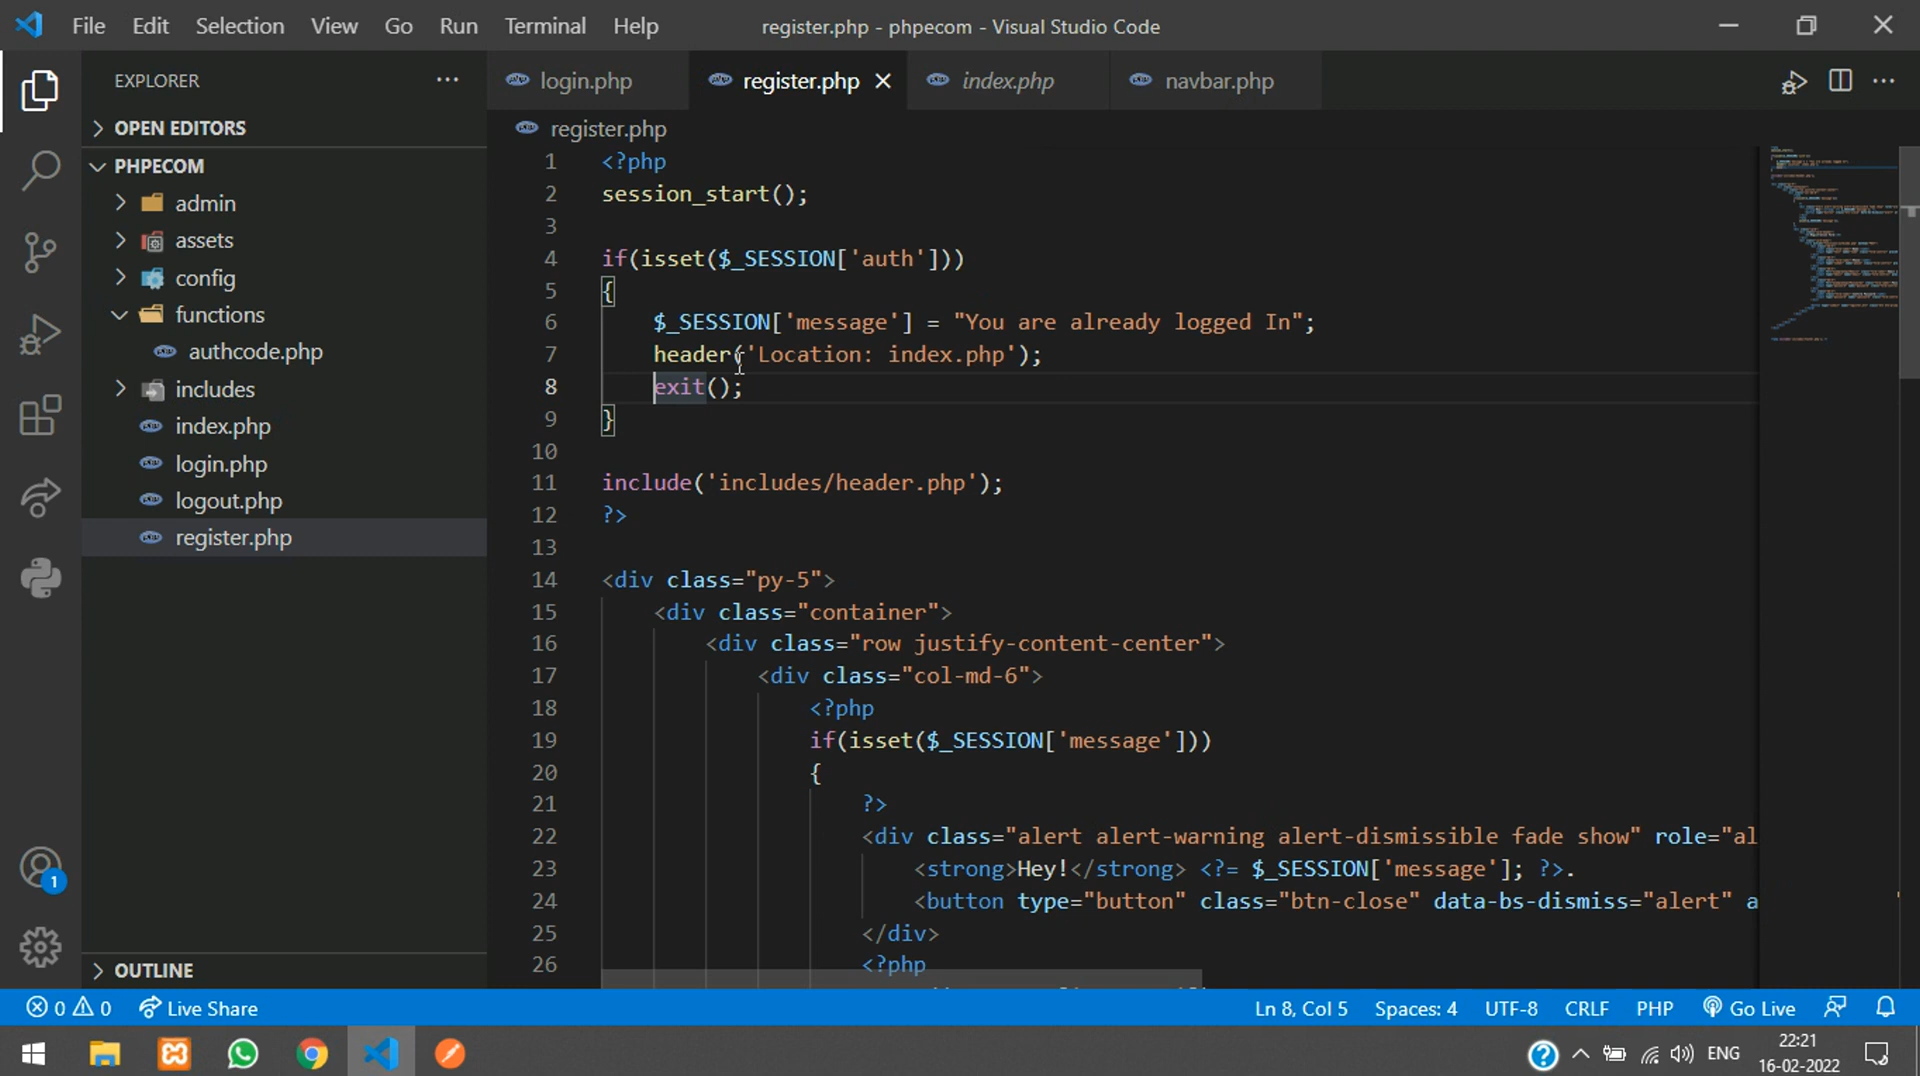 File Edit Selection View Go Run Terminal Help
register.php - phpecom - Visual Studio Code
EXPLORER
OPEN EDITORS
PHPECOM
admin
assets
config
functions
authcode.php
includes
index.php
login.php
logout.php
register.php
OUTLINE
login.php register.php index.php navbar.php
register.php
1 <?php
2 session_start();
3
4 if(isset($_SESSION['auth']))
5 {
6 $_SESSION['message'] = "You are already logged In";
7 header('Location: index.php');
8 exit();
9 }
10
11 include('includes/header.php');
12 ?>
13
14 <div class="py-5">
15 <div class="container">
16 <div class="row justify-content-center">
17 <div class="col-md-6">
18 <?php
19 if(isset($_SESSION['message']))
20 {
21 ?>
22 <div class="alert alert-warning alert-dismissible fade show" role="al
23 <strong>Hey!</strong> <?= $_SESSION['message']; ?>.
24 <button type="button" class="btn-close" data-bs-dismiss="alert" a
25 </div>
26 <?php
0 0 Live Share
Ln 8, Col 5 Spaces: 4 UTF-8 CRLF PHP Go Live
1
ENG
22:21
16-02-2022